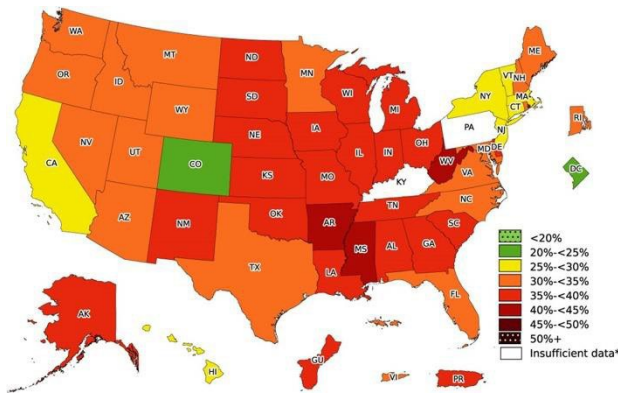 WA
MT
ND
MN
ME
OR
ID
SD
WI
MI
VT
NH
NY
MA
CT
RI
WY
NE
IA
PA
NJ
NV
UT
CO
IL
IN
OH
MD
DE
DC
CA
KS
MO
WV
VA
KY
AZ
NM
OK
AR
TN
NC
SC
TX
LA
MS
AL
GA
FL
AK
HI
GU
VI
PR
<20%
20%-<25%
25%-<30%
30%-<35%
35%-<40%
40%-<45%
45%-<50%
50%+
Insufficient data*